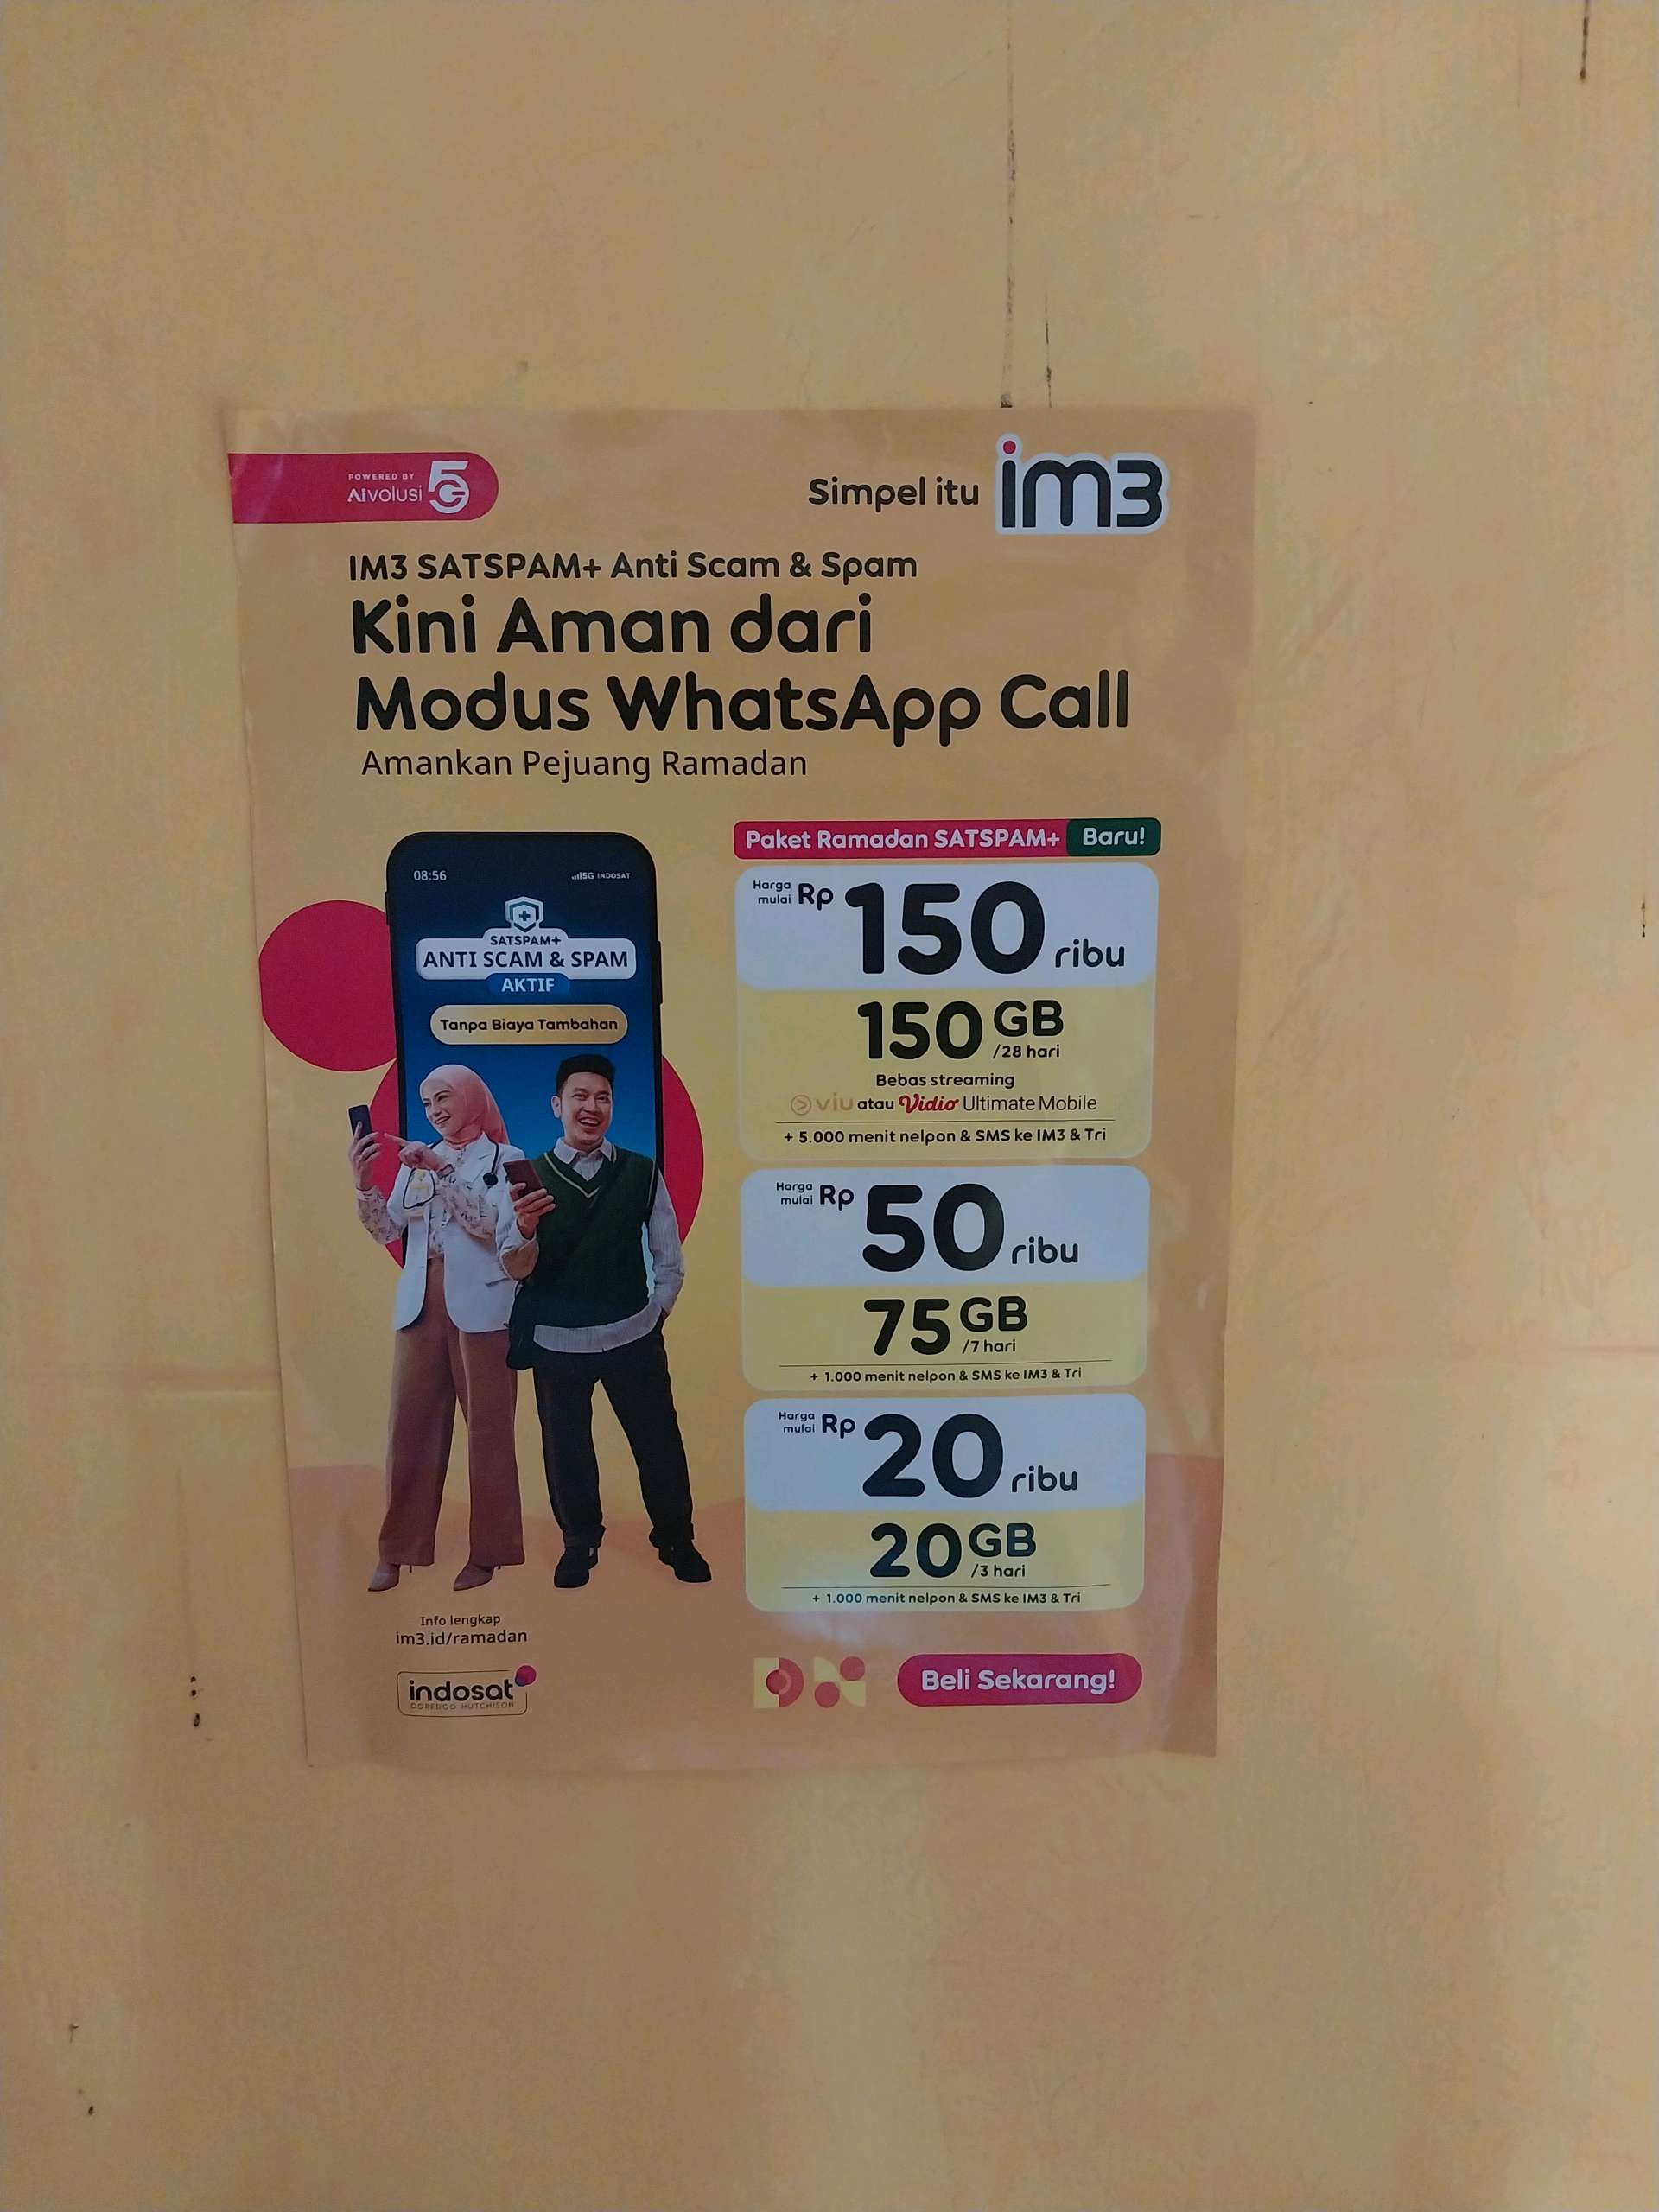 POWERED BY
AIvolusi 5G
Simpel itu im3
IM3 SATSPAM+ Anti Scam & Spam
Kini Aman dari
Modus WhatsApp Call
Amankan Pejuang Ramadan
08:56 5G INDOSAT
SATSPAM+
ANTI SCAM & SPAM
AKTIF
Tanpa Biaya Tambahan
Paket Ramadan SATSPAM+ Baru!
Harga mulai Rp 150 ribu
150 GB /28 hari
Bebas streaming
viu atau Vidio Ultimate Mobile
+ 5.000 menit nelpon & SMS ke IM3 & Tri
Harga mulai Rp 50 ribu
75 GB /7 hari
+ 1.000 menit nelpon & SMS ke IM3 & Tri
Harga mulai Rp 20 ribu
20 GB /3 hari
+ 1.000 menit nelpon & SMS ke IM3 & Tri
Info lengkap
im3.id/ramadan
indosat
OOREDOO HUTCHISON
Beli Sekarang!